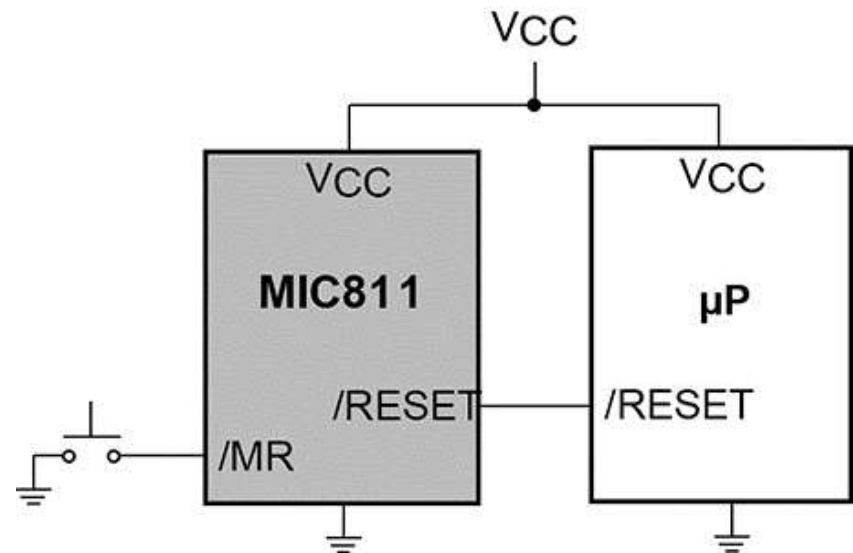 VCC
VCC
VCC
MIC811
µP
/RESET
/RESET
/MR